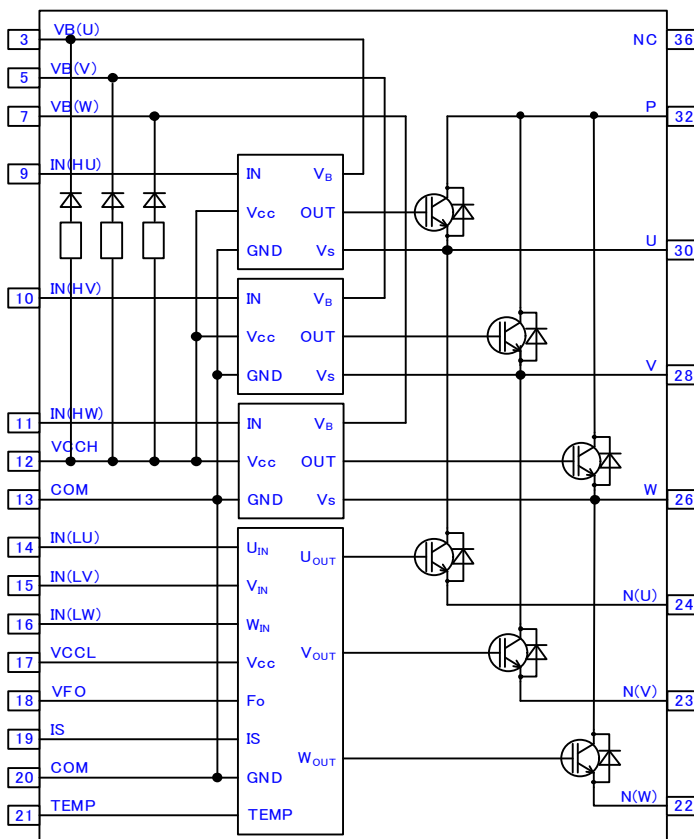 3 VB(U)
5 VB(V)
7 VB(W)
9 IN(HU)
10 IN(HV)
11 IN(HW)
12 VCCH
13 COM
14 IN(LU)
15 IN(LV)
16 IN(LW)
17 VCCL
18 VFO
19 IS
20 COM
21 TEMP
IN VB
Vcc OUT
GND Vs
IN VB
Vcc OUT
GND Vs
IN VB
Vcc OUT
GND Vs
UIN
UOUT
VIN
WIN
VOUT
Vcc
Fo
IS
WOUT
GND
TEMP
NC 36
P 32
U 30
V 28
W 26
N(U) 24
N(V) 23
N(W) 22